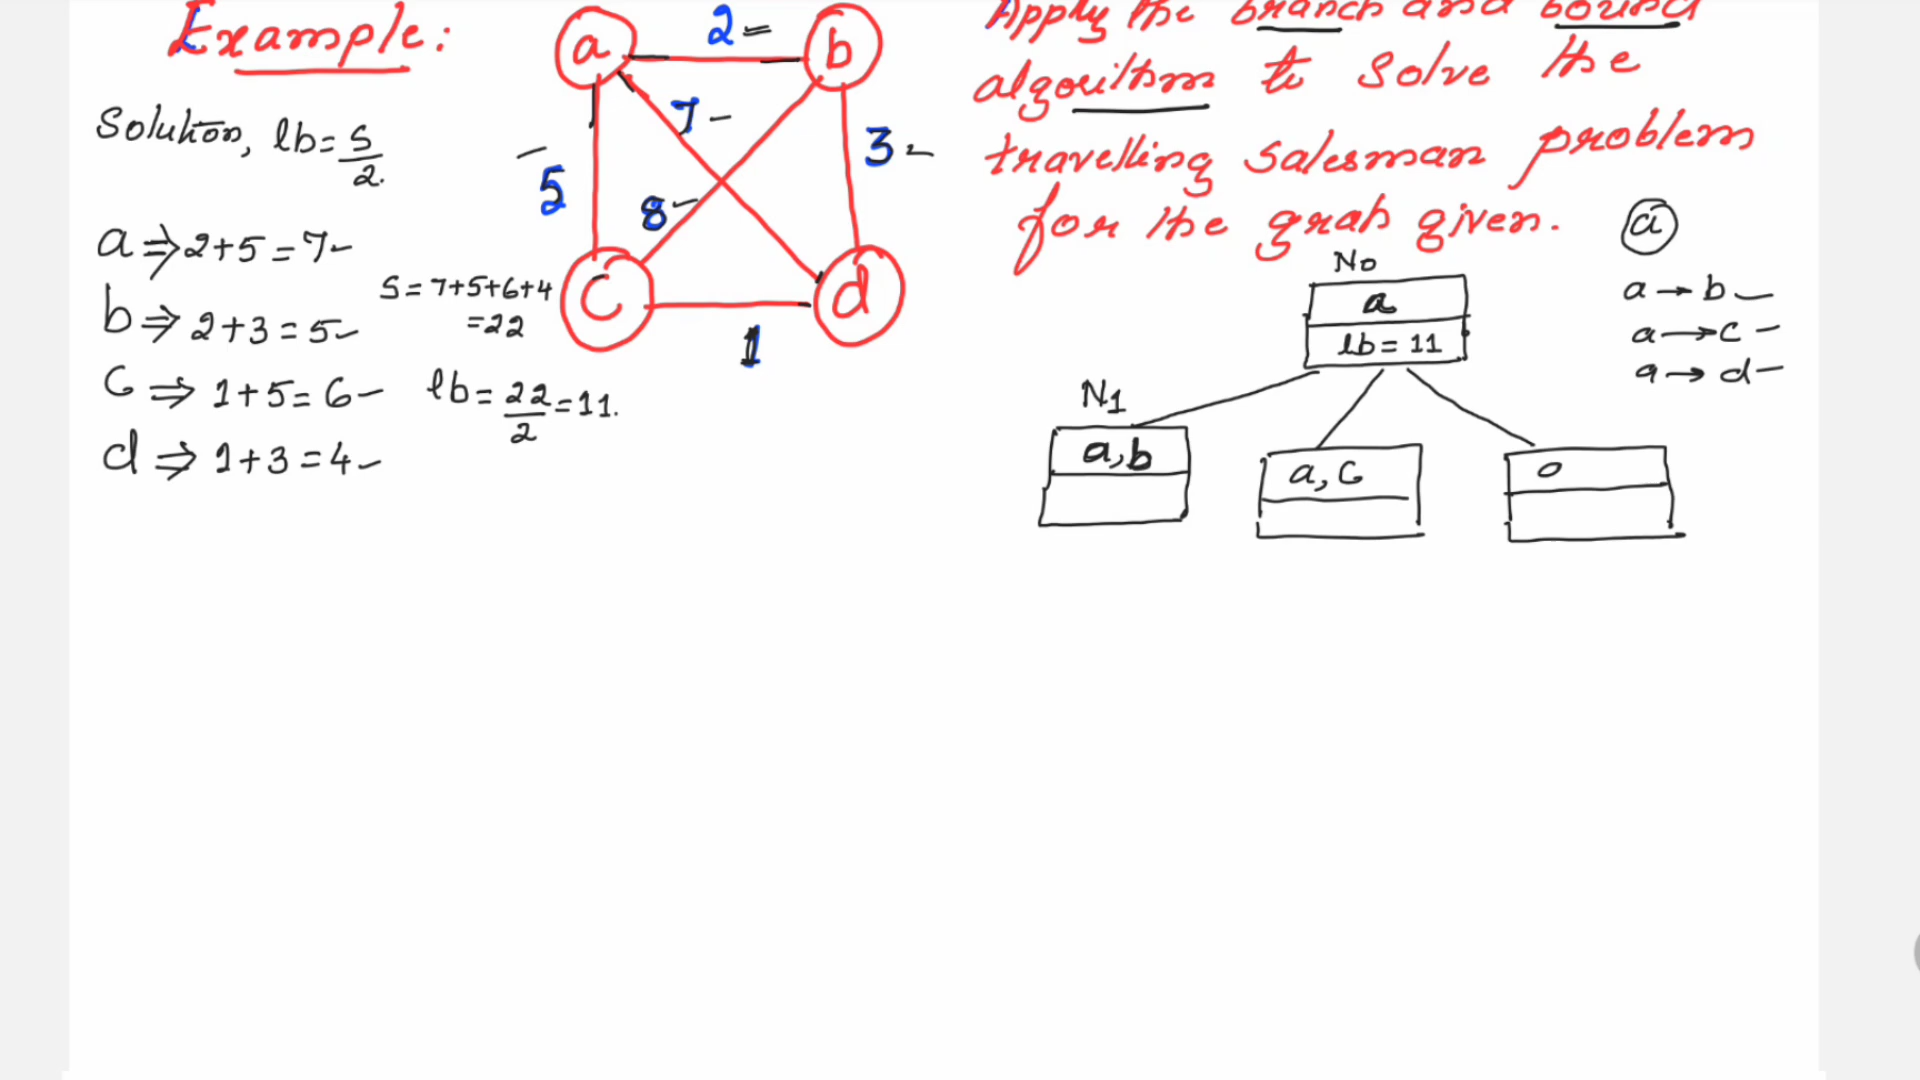 Example:
Apply the branch and bound
algorithm to solve the
travelling salesman problem
for the grah given.
Solution, lb= S/2.
a ⇒ 2+5 = 7
b ⇒ 2+3 = 5
c ⇒ 1+5 = 6
d ⇒ 1+3 = 4
S = 7+5+6+4
=22
lb = 22/2 = 11.
a 2 b
7 3
5 8
c 1 d
a
a → b
a → c
a → d
N0
a
lb = 11
N1
a,b
a, c